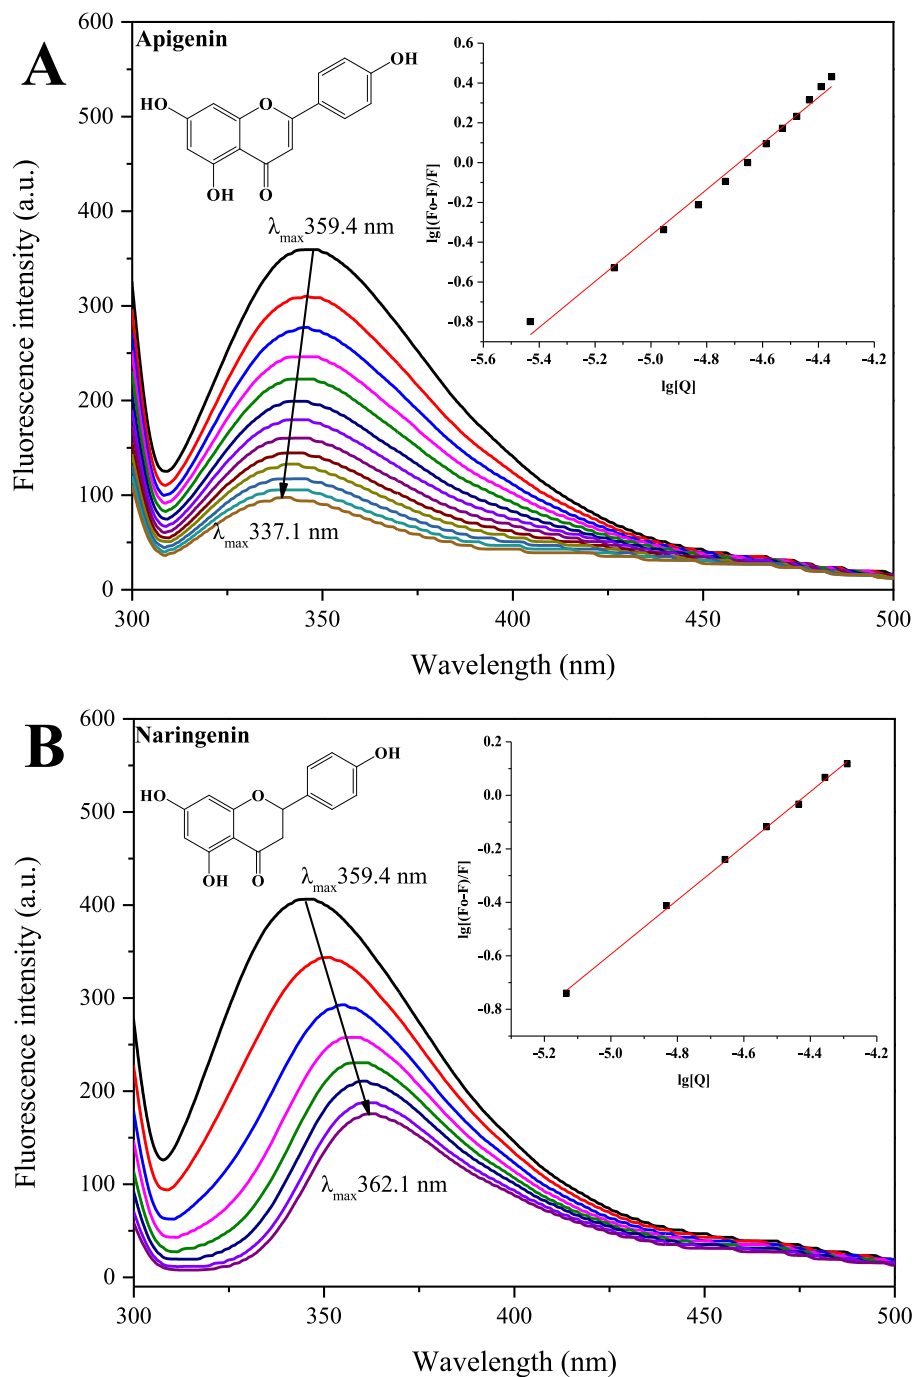 A
Apigenin
OH
HO
O
OH
O
λmax359.4 nm
λmax337.1 nm
Fluorescence intensity (a.u.)
600
500
400
300
200
100
0
300
350
400
450
500
Wavelength (nm)
lg[(Fo-F)/F]
0.6
0.4
0.2
0.0
-0.2
-0.4
-0.6
-0.8
-5.6
-5.4
-5.2
-5.0
-4.8
-4.6
-4.4
-4.2
lg[Q]
B
Naringenin
OH
HO
O
OH
O
λmax359.4 nm
λmax362.1 nm
Fluorescence intensity (a.u.)
600
500
400
300
200
100
0
300
350
400
450
500
Wavelength (nm)
lg[(Fo-F)/F]
0.2
0.0
-0.2
-0.4
-0.6
-0.8
-5.2
-5.0
-4.8
-4.6
-4.4
-4.2
lg[Q]